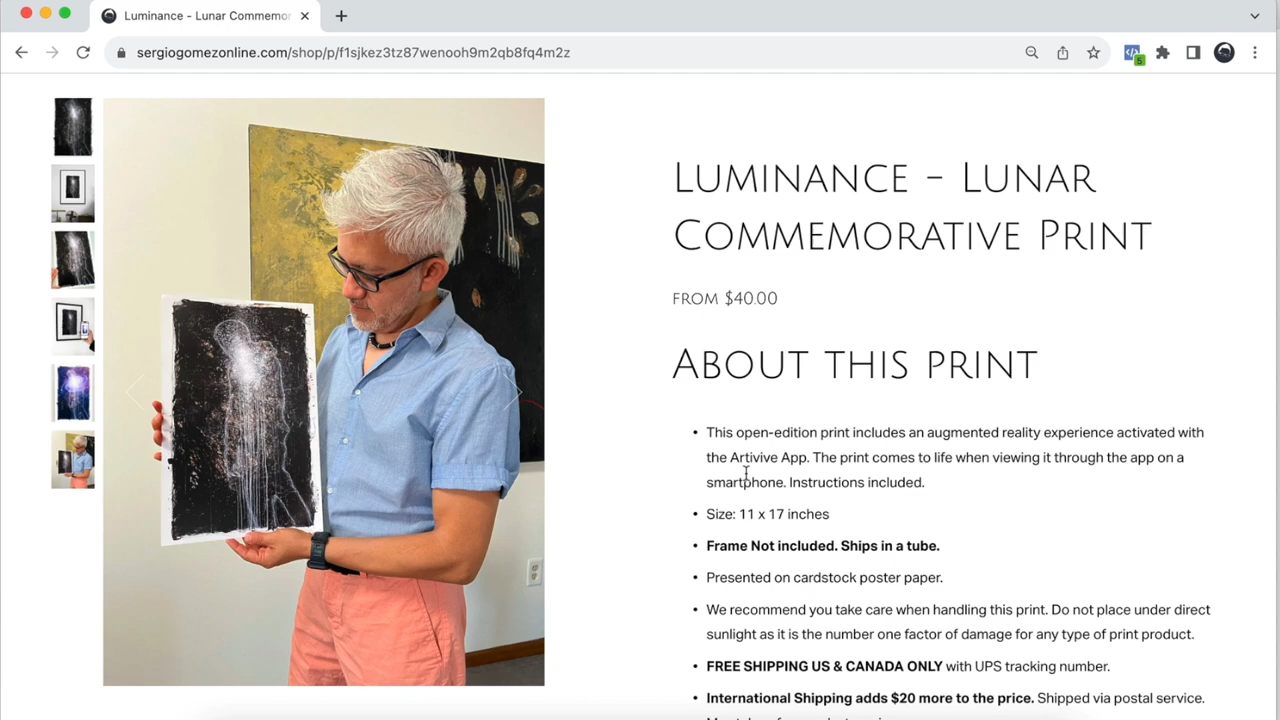 Luminance - Lunar Commemor
sergiogomezonline.com/shop/p/f1sjkez3tz87wenooh9m2qb8fq4m2z
5
Luminance - Lunar
Commemorative Print
from $40.00
About this print
• This open-edition print includes an augmented reality experience activated with
the Artivive App. The print comes to life when viewing it through the app on a
smartphone. Instructions included.
• Size: 11 x 17 inches
• Frame Not included. Ships in a tube.
• Presented on cardstock poster paper.
• We recommend you take care when handling this print. Do not place under direct
sunlight as it is the number one factor of damage for any type of print product.
• FREE SHIPPING US & CANADA ONLY with UPS tracking number.
• International Shipping adds $20 more to the price. Shipped via postal service.